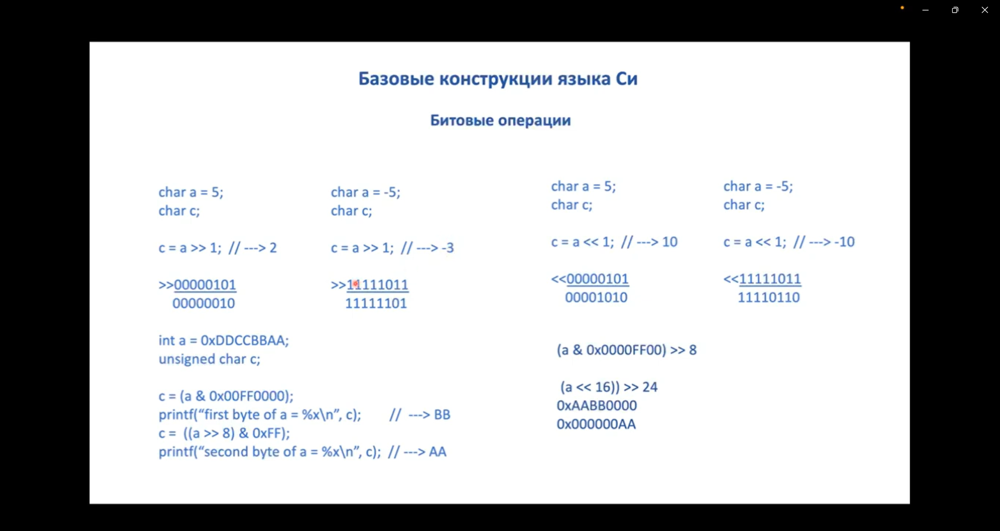 Базовые конструкции языка Си
Битовые операции
char a = 5;
char c;
c = a >> 1; // ---> 2
>>00000101
00000010
char a = -5;
char c;
c = a >> 1; // ---> -3
>>11111011
11111101
char a = 5;
char c;
c = a << 1; // ---> 10
<<00000101
00001010
char a = -5;
char c;
c = a << 1; // ---> -10
<<11111011
11110110
int a = 0xDDCCBBAA;
unsigned char c;
c = (a & 0x00FF0000);
printf(“first byte of a = %x\n”, c); // ---> BB
c = ((a >> 8) & 0xFF);
printf(“second byte of a = %x\n”, c); // ---> AA
(a & 0x0000FF00) >> 8
(a << 16)) >> 24
0xAABB0000
0x000000AA